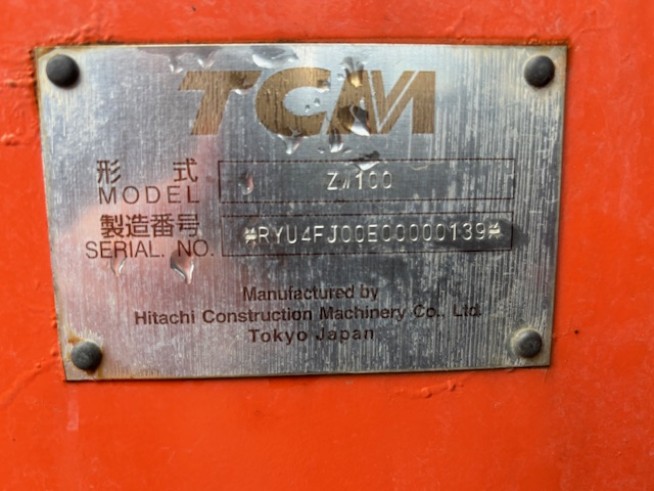 TCM
形式 ZW100
MODEL
製造番号 *RYU4FJ00E00000139*
SERIAL. NO.
Manufactured by
Hitachi Construction Machinery Co., Ltd.
Tokyo Japan